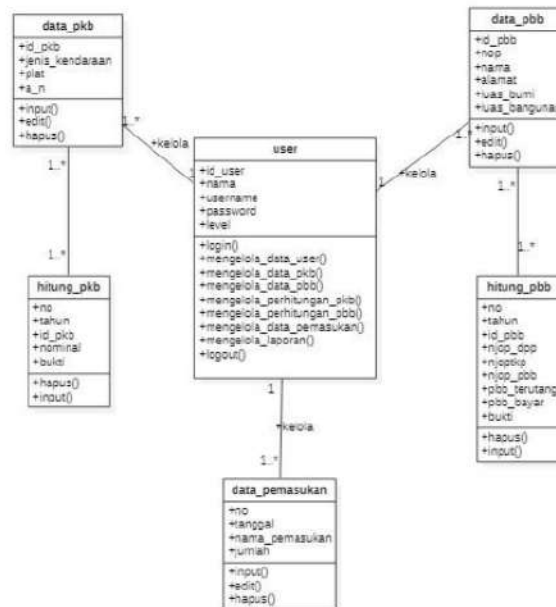 data_pkb
+id_pkb
+jenis_kendaraan
+plat
+a_n
+input()
+edit()
+hapus()
1..*
+kelola
1..*
1..*
hitung_pkb
+no
+tahun
+id_pkb
+nominal
+bukti
+hapus()
+input()
user
+id_user
+nama
+username
+password
+level
+login()
+mengelola_data_user()
+mengelola_data_pkb()
+mengelola_data_pbb()
+mengelola_perhitungan_pkb()
+mengelola_perhitungan_pbb()
+mengelola_data_pemasukan()
+mengelola_laporan()
+logout()
1
+kelola
1..*
data_pemasukan
+no
+tanggal
+nama_pemasukan
+jumlah
+input()
+edit()
+hapus()
data_pbb
+id_pbb
+nop
+nama
+alamat
+luas_bumi
+luas_bangunan
+input()
+edit()
+hapus()
1..*
+kelola
1
1..*
1..*
hitung_pbb
+no
+tahun
+id_pbb
+njop_dpp
+njoptkp
+njop_pbb
+pbb_terutang
+pbb_bayar
+bukti
+hapus()
+input()